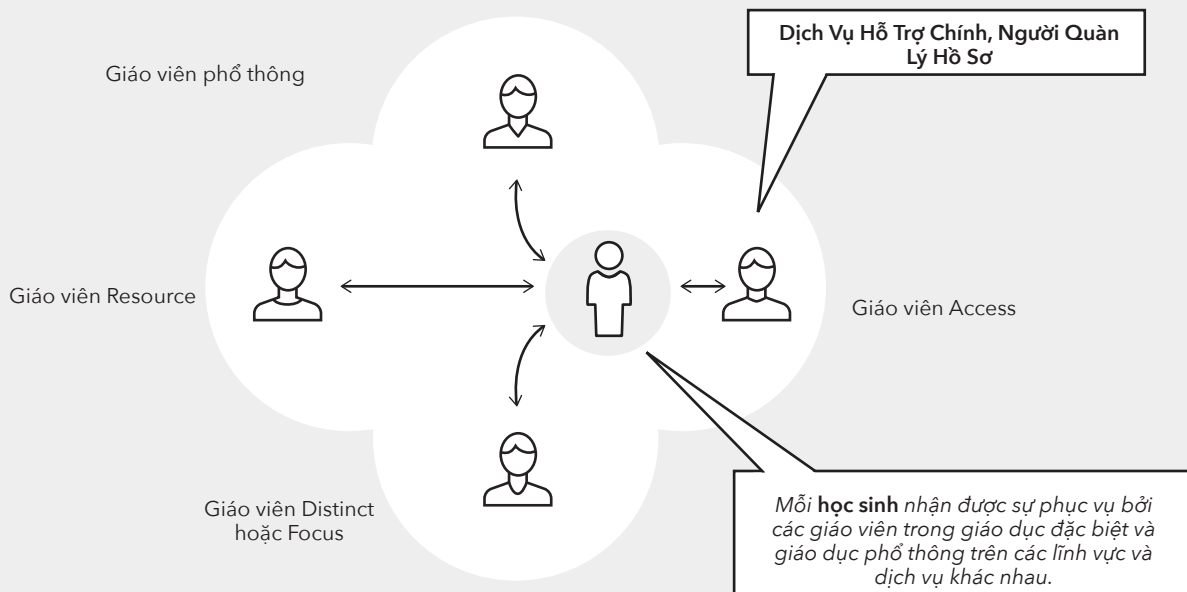 Dịch Vụ Hỗ Trợ Chính, Người Quàn
Lý Hồ Sơ
Giáo viên phổ thông
Giáo viên Resource
Giáo viên Access
Giáo viên Distinct
hoặc Focus
Mỗi học sinh nhận được sự phục vụ bởi
các giáo viên trong giáo dục đặc biệt và
giáo dục phổ thông trên các lĩnh vực và
dịch vụ khác nhau.